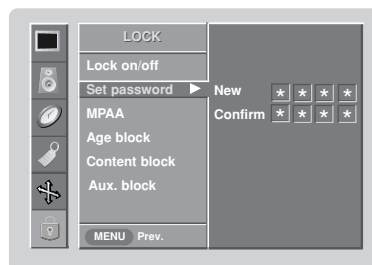 LOCK
Lock on/off
Set password ▶ New * * * *
MPAA Confirm * * * *
Age block
Content block
Aux. block
MENU Prev.